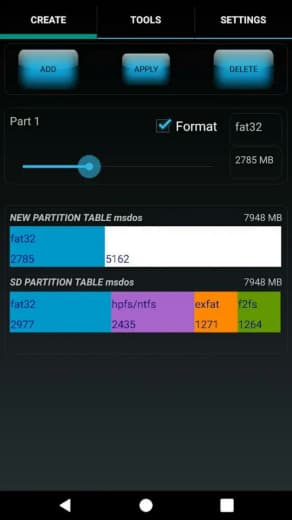 CREATE TOOLS SETTINGS
ADD APPLY DELETE
Part 1 Format fat32
2785 MB
NEW PARTITION TABLE msdos 7948 MB
fat32
2785 5162
SD PARTITION TABLE msdos 7948 MB
fat32 hpfs/ntfs exfat f2fs
2977 2435 1271 1264